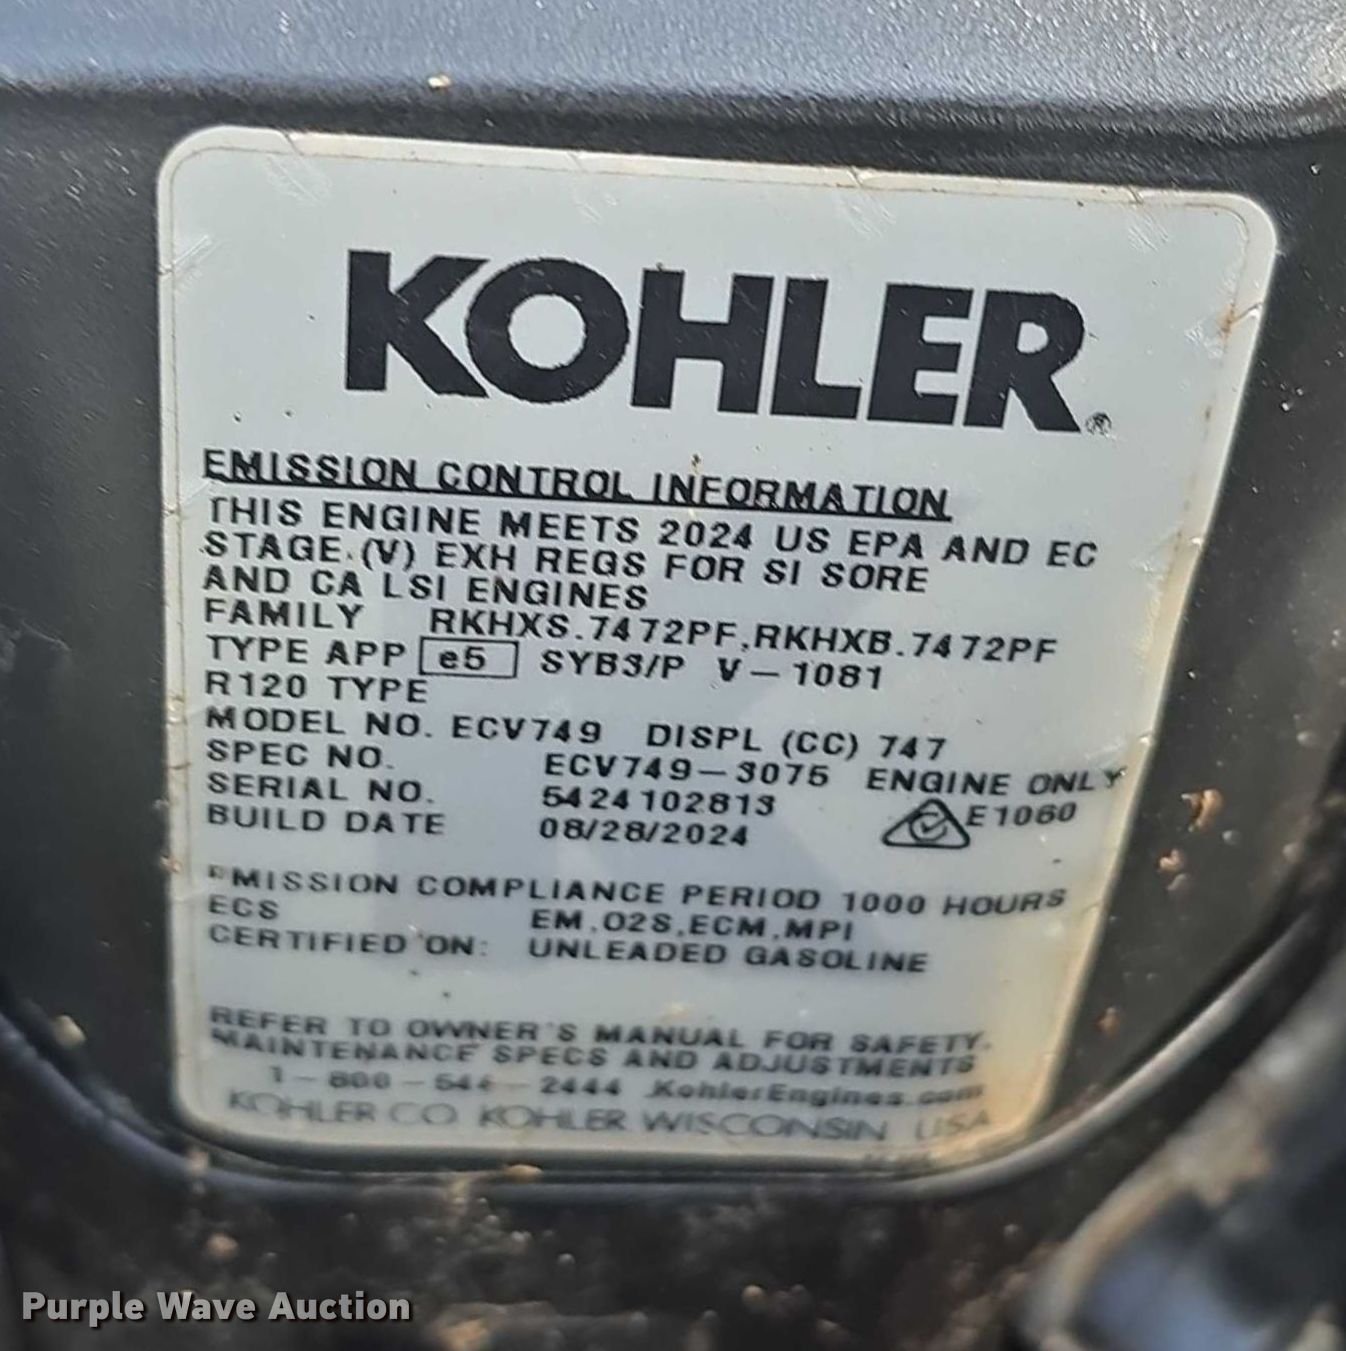 KOHLER®
EMISSION CONTROL INFORMATION
THIS ENGINE MEETS 2024 US EPA AND EC
STAGE (V) EXH REGS FOR SI SORE
AND CA LSI ENGINES
FAMILY RKHXS.7472PF,RKHXB.7472PF
TYPE APP e5 SYB3/P V-1081
R120 TYPE
MODEL NO. ECV749 DISPL (CC) 747
SPEC NO. ECV749-3075 ENGINE ONLY
SERIAL NO. 5424102813 E1060
BUILD DATE 08/28/2024
EMISSION COMPLIANCE PERIOD 1000 HOURS
ECS EM,O2S,ECM,MPI
CERTIFIED ON: UNLEADED GASOLINE
REFER TO OWNER'S MANUAL FOR SAFETY,
MAINTENANCE SPECS AND ADJUSTMENTS
1-800-544-2444 KohlerEngines.com
KOHLER CO. KOHLER WISCONSIN USA
Purple Wave Auction